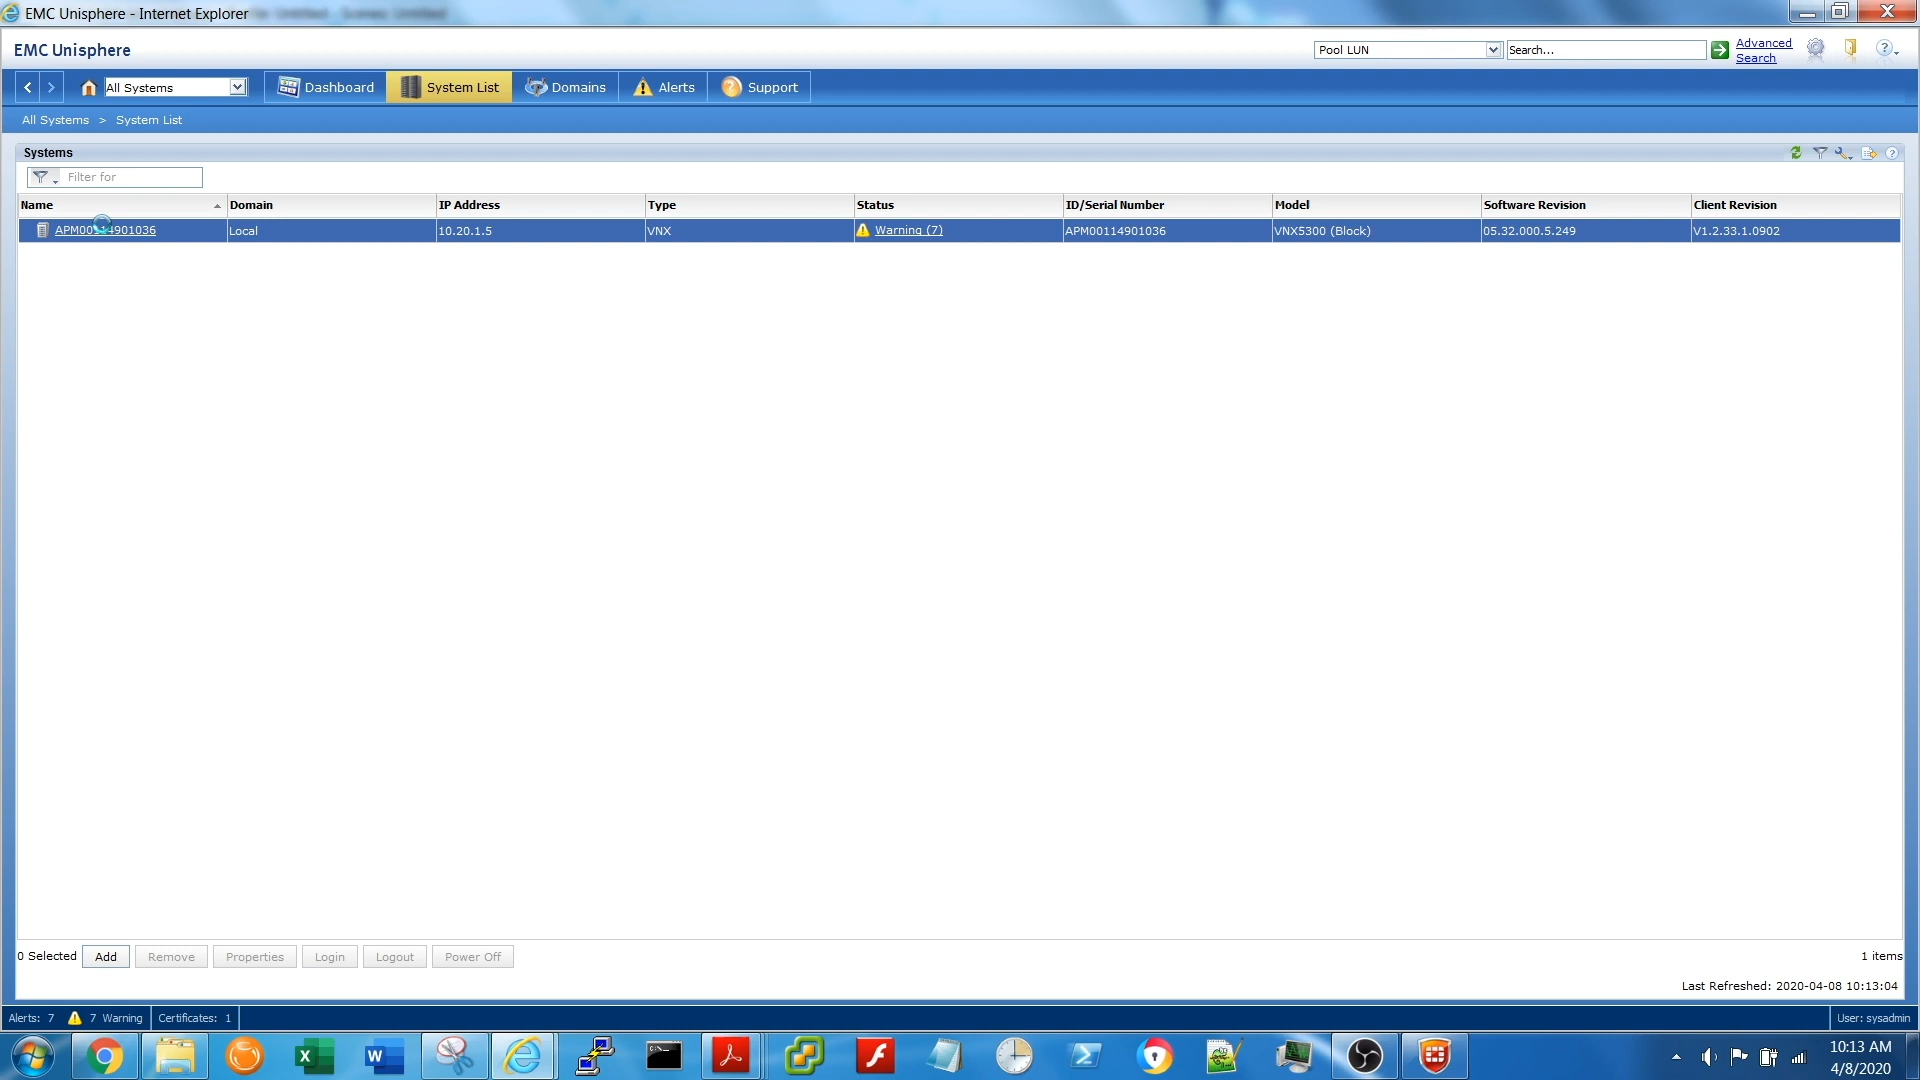 EMC Unisphere - Internet Explorer
EMC Unisphere
Pool LUN
Search...
Advanced Search
All Systems
Dashboard
System List
Domains
Alerts
Support
All Systems > System List
Systems
Filter for
Name Domain IP Address Type Status ID/Serial Number Model Software Revision Client Revision
APM00114901036 Local 10.20.1.5 VNX Warning (7) APM00114901036 VNX5300 (Block) 05.32.000.5.249 V1.2.33.1.0902
0 Selected Add Remove Properties Login Logout Power Off 1 items
Last Refreshed: 2020-04-08 10:13:04
Alerts: 7 7 Warning Certificates: 1 User: sysadmin
10:13 AM
4/8/2020